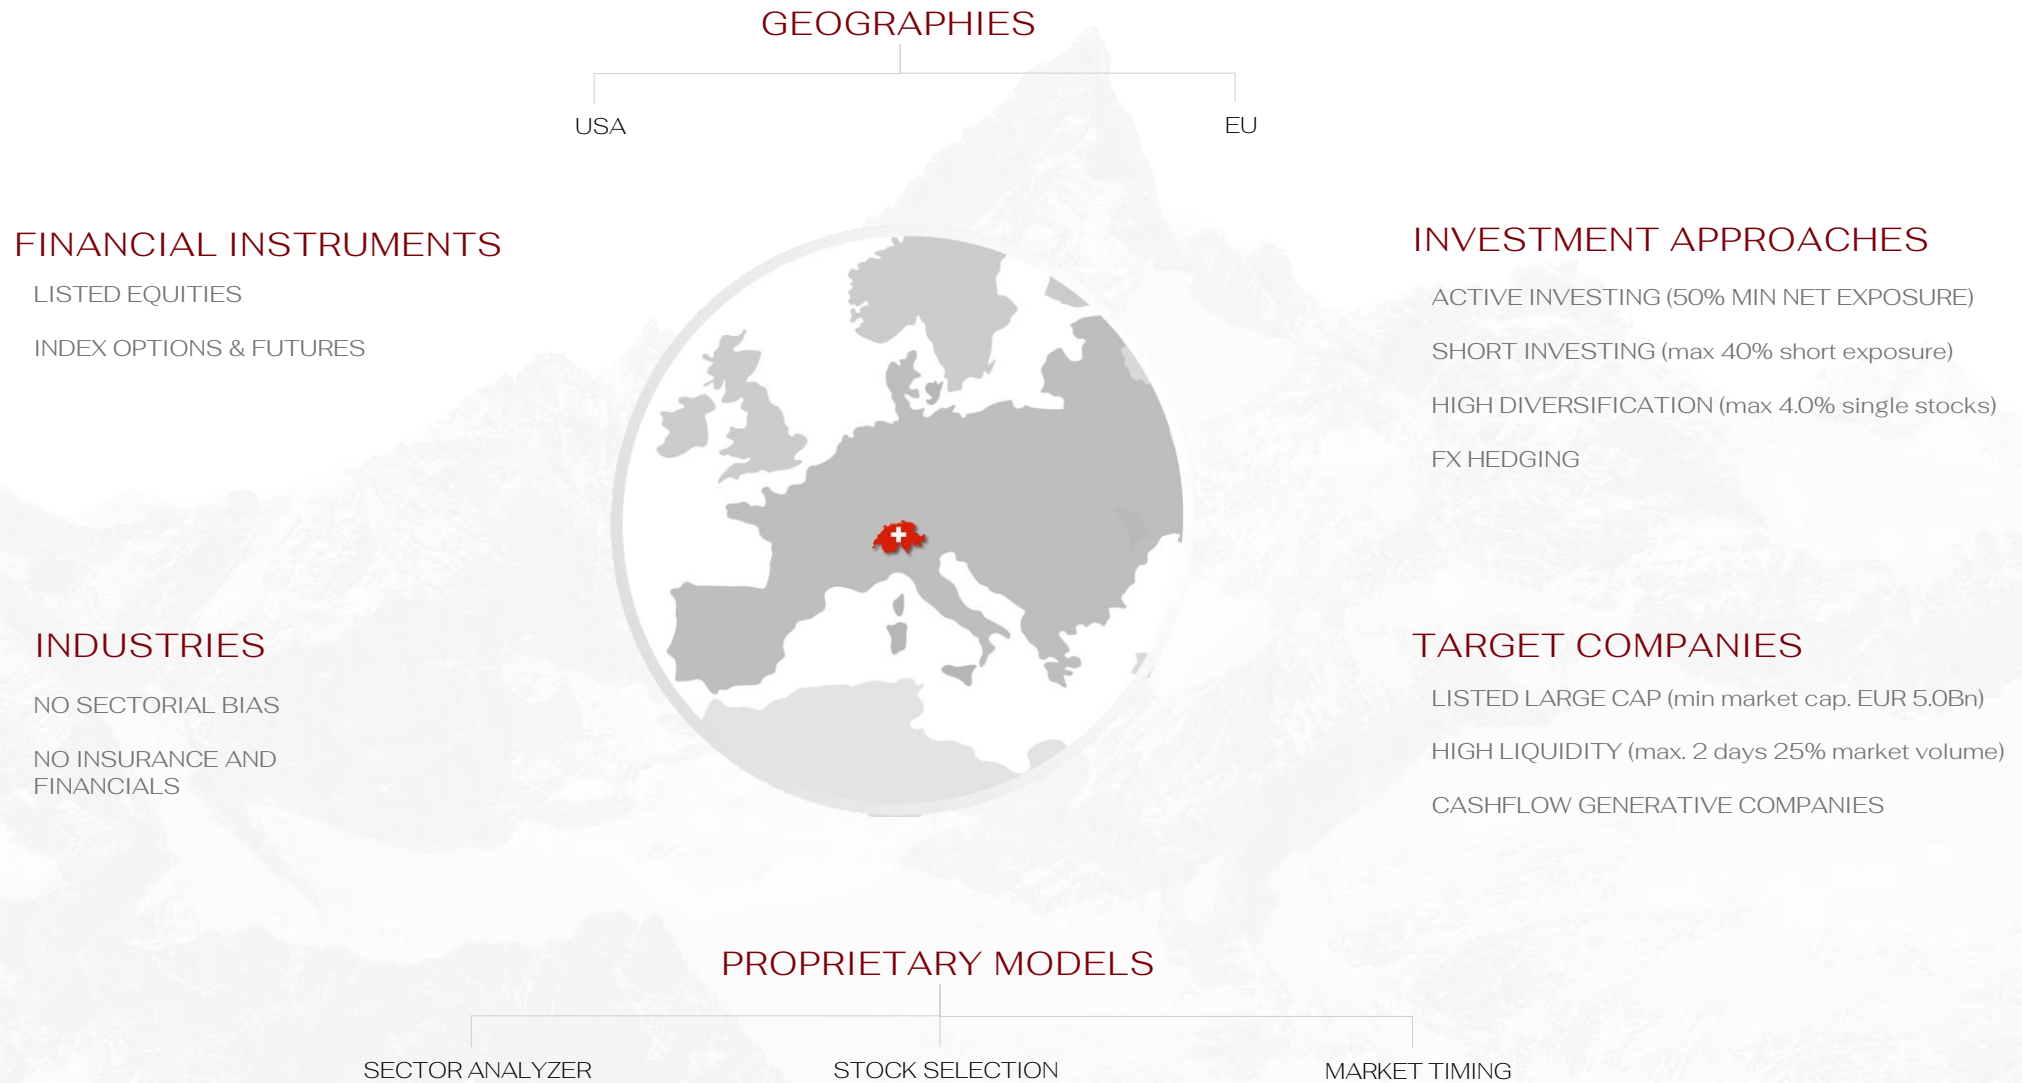 GEOGRAPHIES
USA
EU
FINANCIAL INSTRUMENTS
LISTED EQUITIES
INDEX OPTIONS & FUTURES
INVESTMENT APPROACHES
ACTIVE INVESTING (50% MIN NET EXPOSURE)
SHORT INVESTING (max 40% short exposure)
HIGH DIVERSIFICATION (max 4.0% single stocks)
FX HEDGING
INDUSTRIES
NO SECTORIAL BIAS
NO INSURANCE AND
FINANCIALS
TARGET COMPANIES
LISTED LARGE CAP (min market cap. EUR 5.0Bn)
HIGH LIQUIDITY (max. 2 days 25% market volume)
CASHFLOW GENERATIVE COMPANIES
PROPRIETARY MODELS
SECTOR ANALYZER
STOCK SELECTION
MARKET TIMING